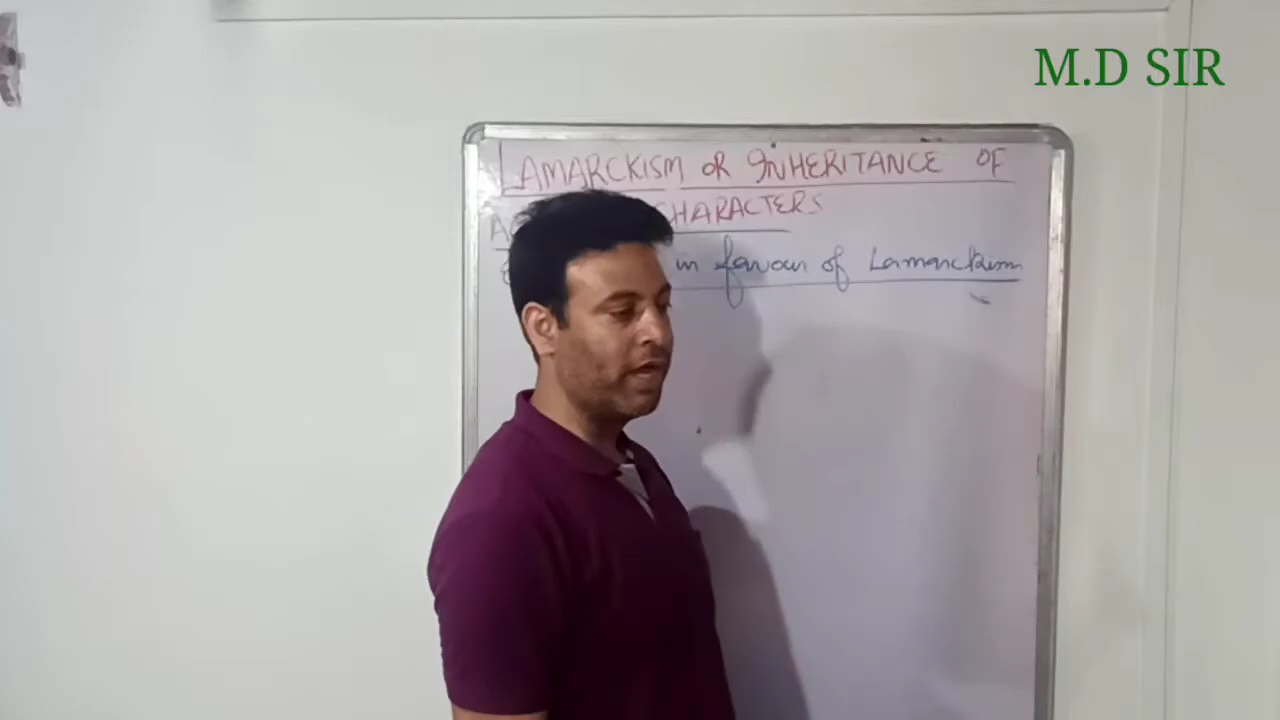 M.D SIR
LAMARCKISM OR INHERITANCE OF
CHARACTERS
in favour of Lamarckism